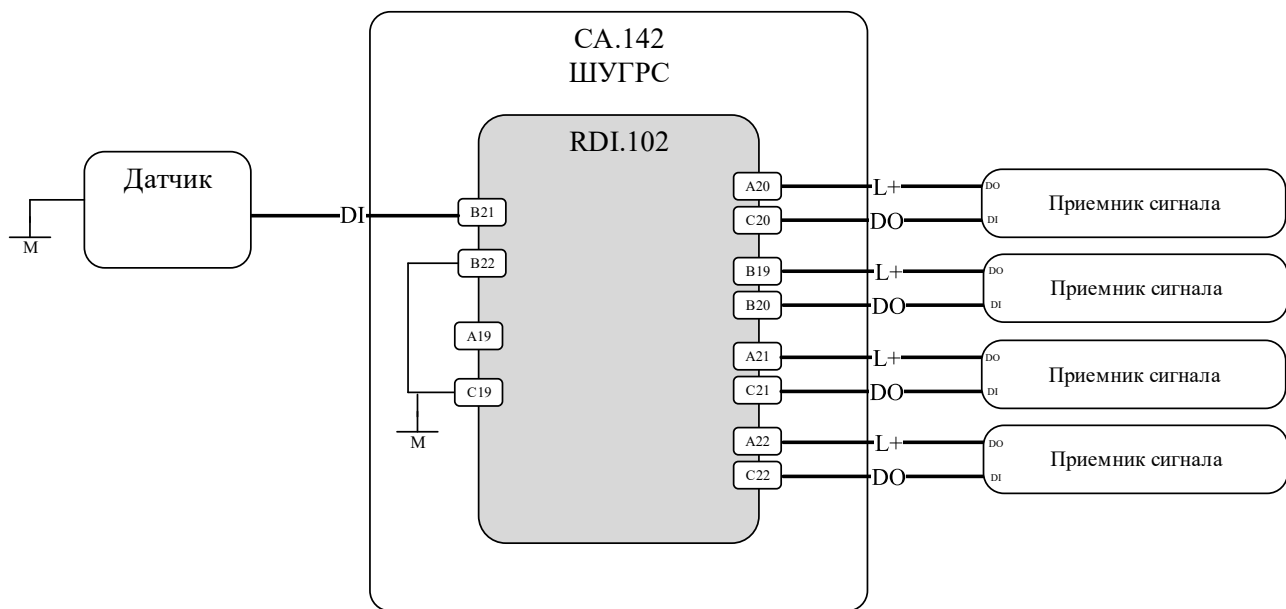 СА.142
ШУГРС
RDI.102
Датчик
М
DI
B21
B22
A19
C19
М
A20
L+
DO
Приемник сигнала
C20
DO
DI
B19
L+
DO
Приемник сигнала
B20
DO
DI
A21
L+
DO
Приемник сигнала
C21
DO
DI
A22
L+
DO
Приемник сигнала
C22
DO
DI